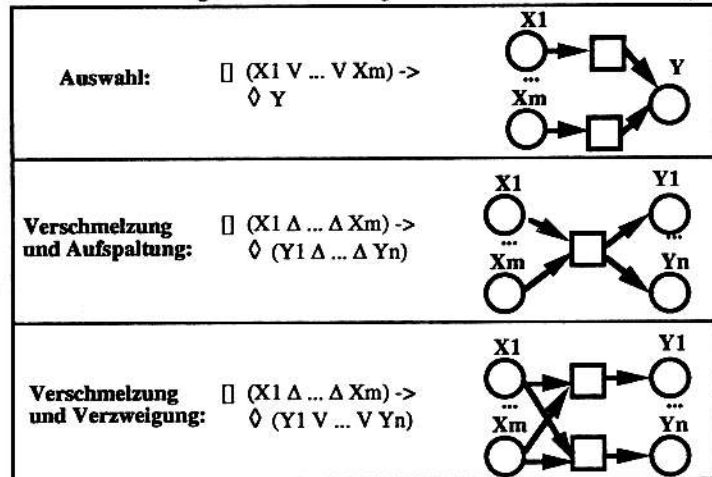 Auswahl:
[] (X1 V ... V Xm) ->
◊ Y
X1
...
Xm
Y
Verschmelzung
und Aufspaltung:
[] (X1 Δ ... Δ Xm) ->
◊ (Y1 Δ ... Δ Yn)
X1
...
Xm
Y1
...
Yn
Verschmelzung
und Verzweigung:
[] (X1 Δ ... Δ Xm) ->
◊ (Y1 V ... V Yn)
X1
...
Xm
Y1
...
Yn